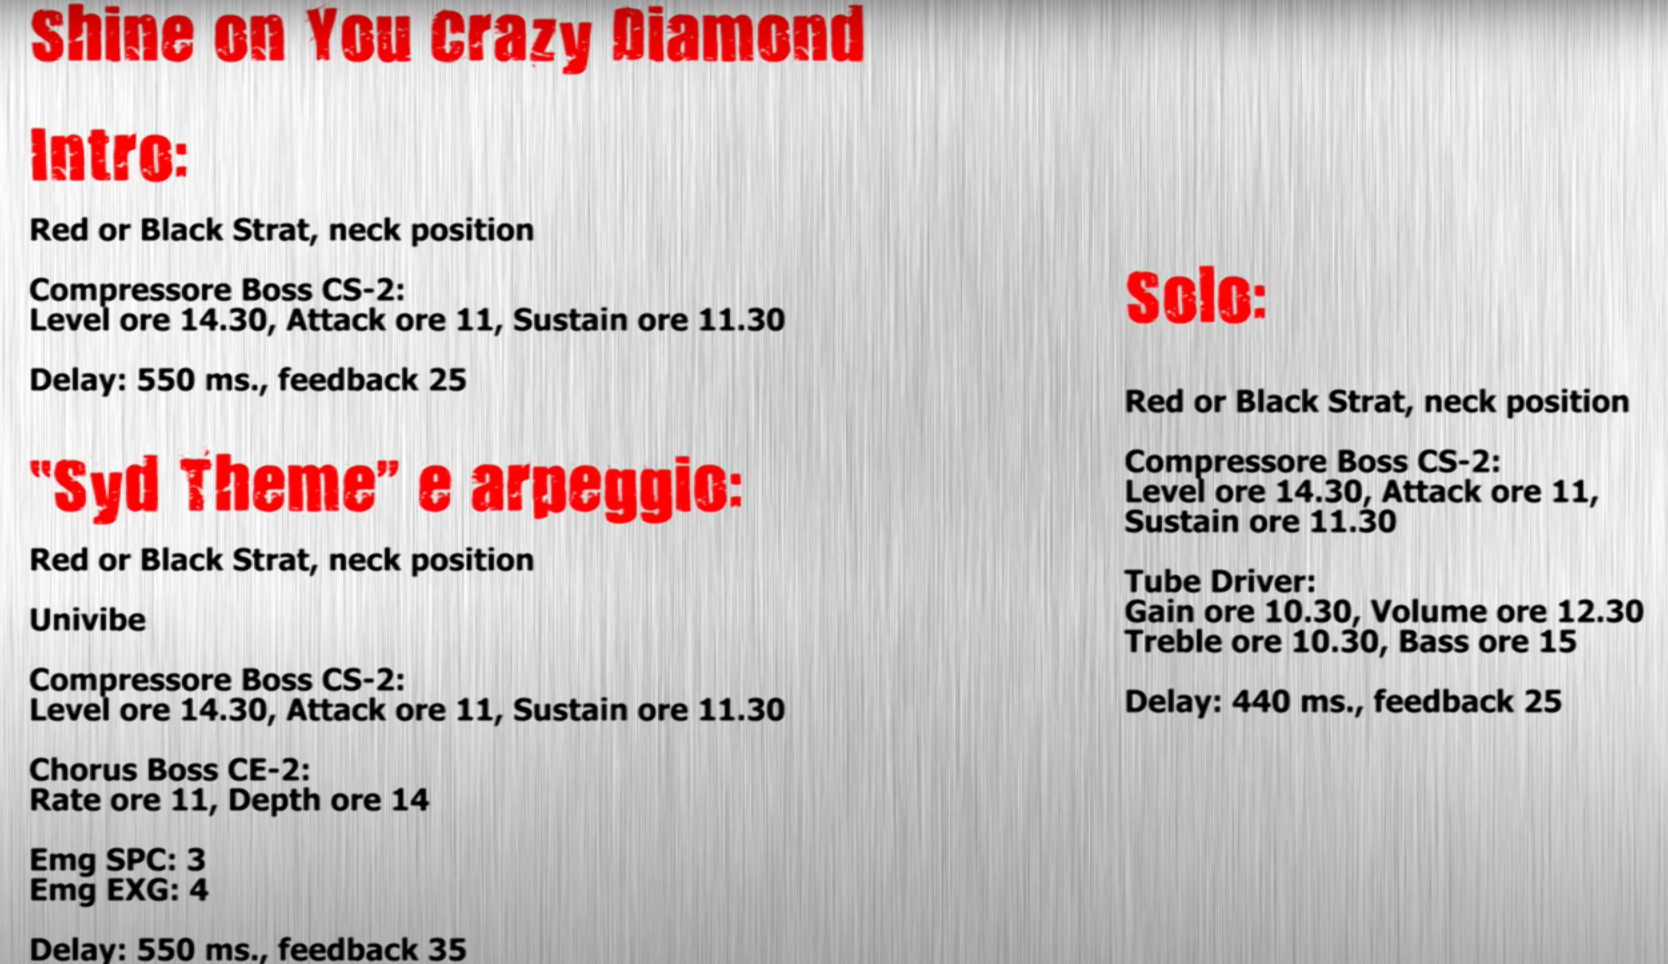 Shine on You Crazy Diamond
Intro:
Red or Black Strat, neck position
Compressore Boss CS-2:
Level ore 14.30, Attack ore 11, Sustain ore 11.30
Delay: 550 ms., feedback 25
“Syd Theme” e arpeggio:
Red or Black Strat, neck position
Univibe
Compressore Boss CS-2:
Level ore 14.30, Attack ore 11, Sustain ore 11.30
Chorus Boss CE-2:
Rate ore 11, Depth ore 14
Emg SPC: 3
Emg EXG: 4
Delay: 550 ms., feedback 35
Solo:
Red or Black Strat, neck position
Compressore Boss CS-2:
Level ore 14.30, Attack ore 11,
Sustain ore 11.30
Tube Driver:
Gain ore 10.30, Volume ore 12.30
Treble ore 10.30, Bass ore 15
Delay: 440 ms., feedback 25